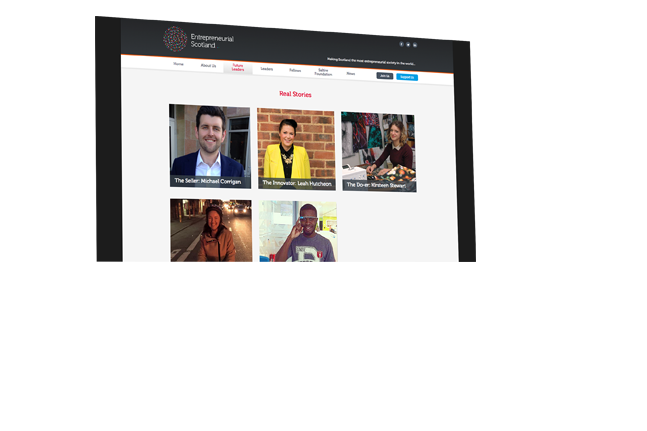 Entrepreneurial
Scotland
Making Scotland the most entrepreneurial society in the world...
Home
About Us
Future
Leaders
Leaders
Fellows
Saltire
Foundation
News
Join Us
Support Us
Real Stories
The Seller: Michael Corrigan
The Innovator: Leah Hutcheon
The Do-er: Kirsteen Stewart